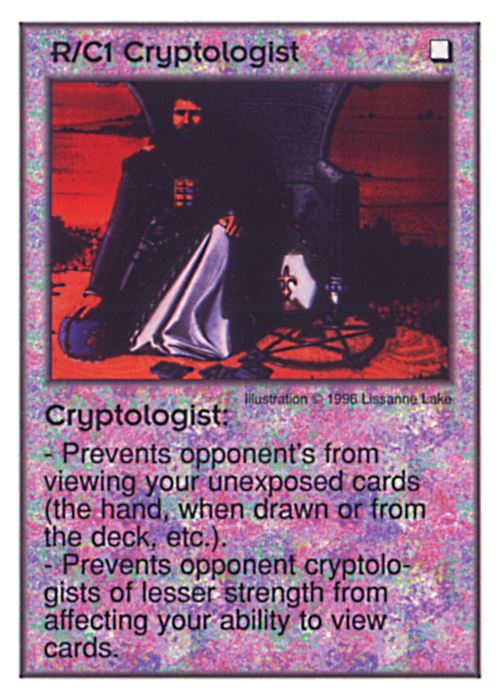 R/C1 Cryptologist
Illustration © 1996 Lissanne Lake
Cryptologist:
- Prevents opponent's from
viewing your unexposed cards
(the hand, when drawn or from
the deck, etc.).
- Prevents opponent cryptolo-
gists of lesser strength from
affecting your ability to view
cards.